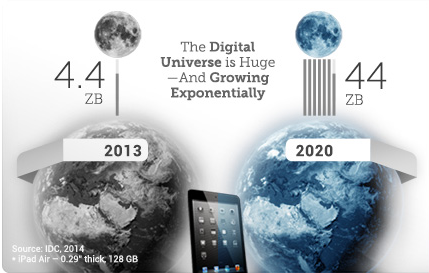 The Digital
Universe is Huge
—And Growing
Exponentially
4.4
ZB
44
ZB
2013
2020
Source: IDC, 2014
• iPad Air — 0.29" thick, 128 GB